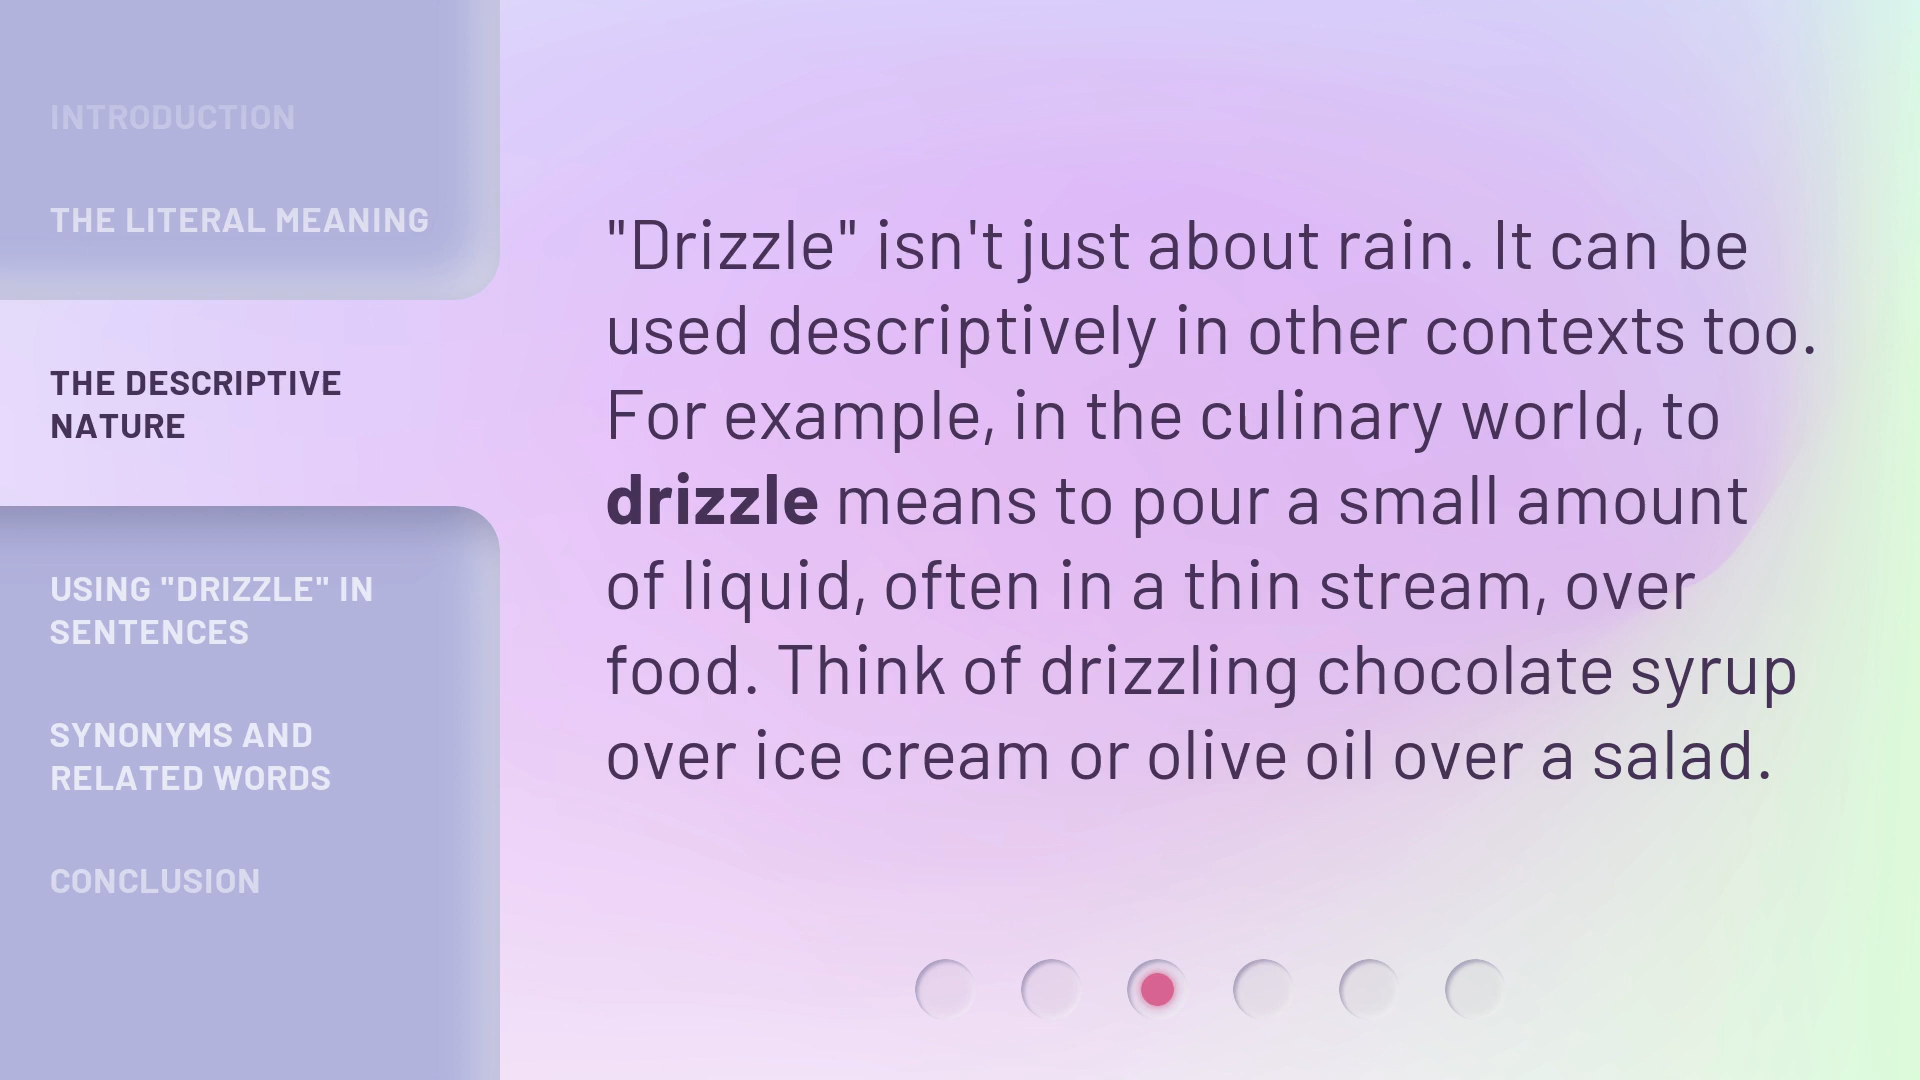 INTRODUCTION
THE LITERAL MEANING
THE DESCRIPTIVE
NATURE
USING "DRIZZLE" IN
SENTENCES
SYNONYMS AND
RELATED WORDS
CONCLUSION
"Drizzle" isn't just about rain. It can be
used descriptively in other contexts too.
For example, in the culinary world, to
drizzle means to pour a small amount
of liquid, often in a thin stream, over
food. Think of drizzling chocolate syrup
over ice cream or olive oil over a salad.